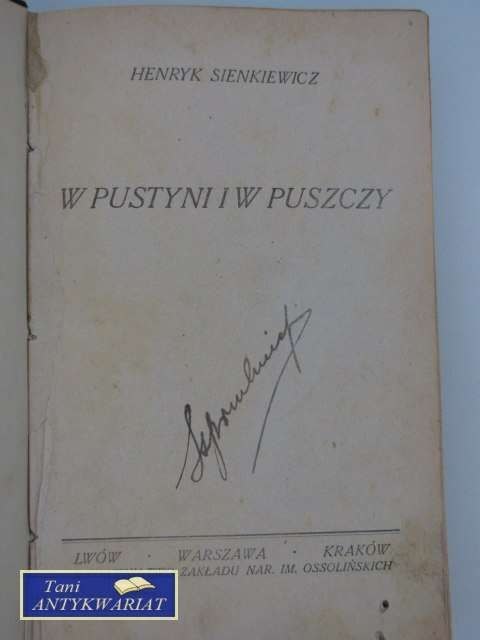 HENRYK SIENKIEWICZ
W PUSTYNI I W PUSZCZY
LWÓW · WARSZAWA · KRAKÓW
ZAKŁADU NAR. IM. OSSOLIŃSKICH
Tani
ANTYKWARIAT